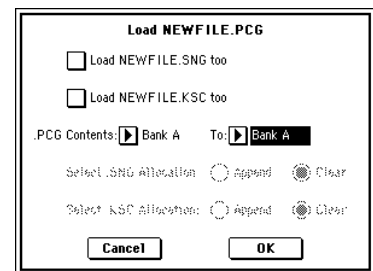 Load NEWFILE.PCG
Load NEWFILE.SNG too
Load NEWFILE.KSC too
.PCG Contents: Bank A To: Bank A
Select .SNG Allocation Append Clear
Select .KSC Allocation: Append Clear
Cancel OK